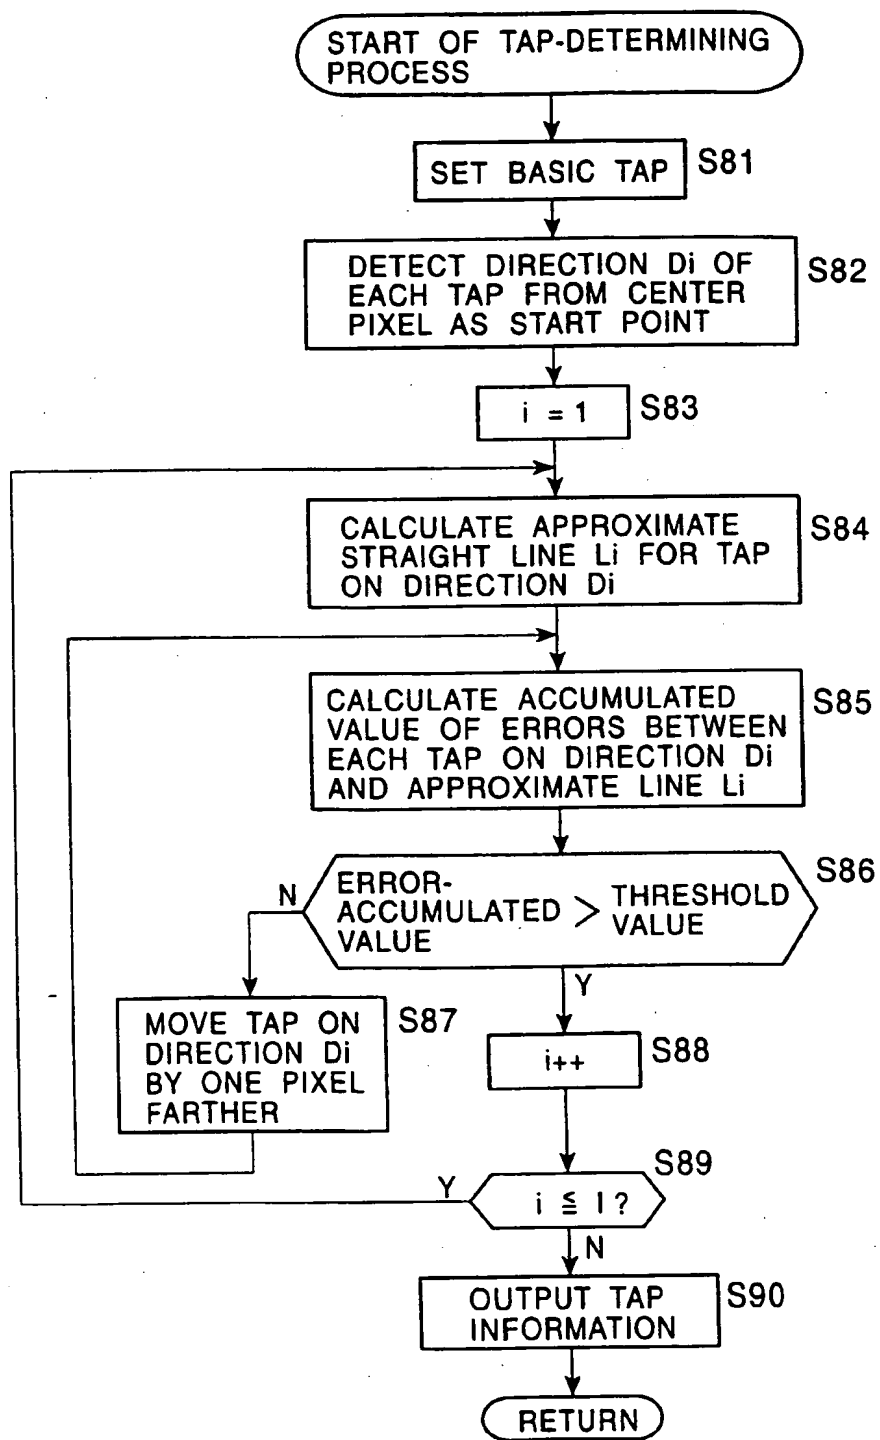 START OF TAP-DETERMINING
PROCESS
SET BASIC TAP
S81
DETECT DIRECTION Di OF
EACH TAP FROM CENTER
PIXEL AS START POINT
S82
i = 1
S83
CALCULATE APPROXIMATE
STRAIGHT LINE Li FOR TAP
ON DIRECTION Di
S84
CALCULATE ACCUMULATED
VALUE OF ERRORS BETWEEN
EACH TAP ON DIRECTION Di
AND APPROXIMATE LINE Li
S85
ERROR-
ACCUMULATED > THRESHOLD
VALUE VALUE
S86
N
Y
MOVE TAP ON
DIRECTION Di
BY ONE PIXEL
FARTHER
S87
i++
S88
S89
Y
i ≦ I ?
N
OUTPUT TAP
INFORMATION
S90
RETURN